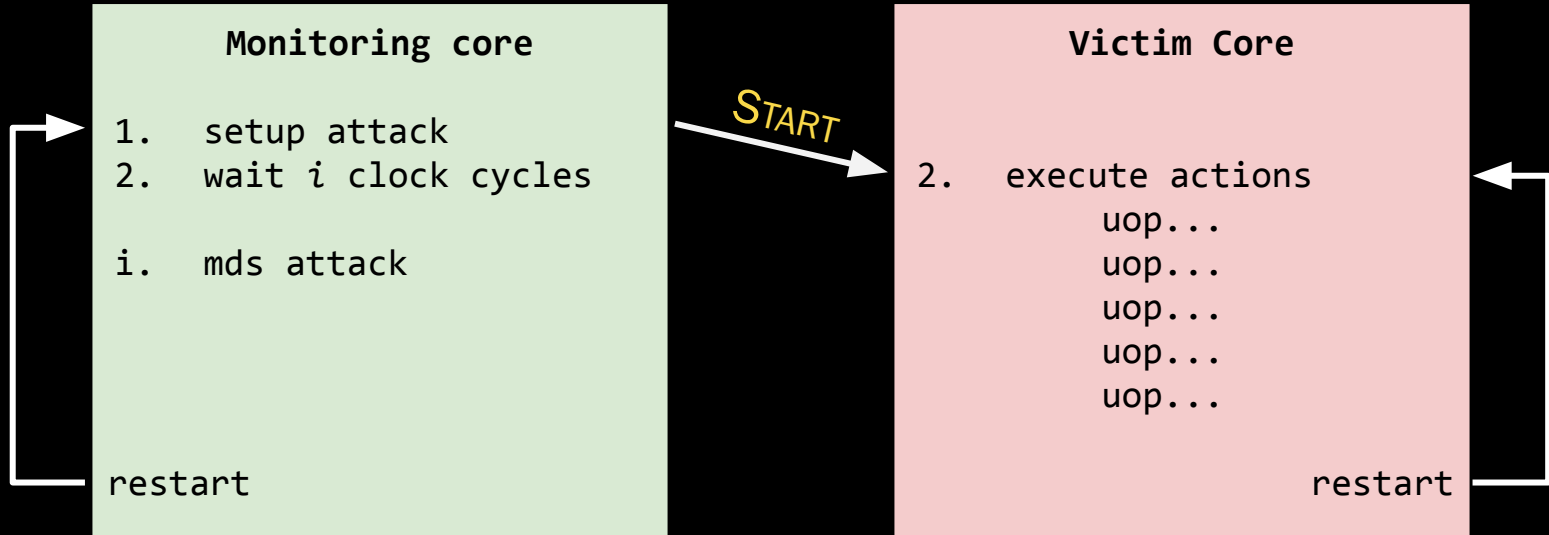 Monitoring core
1. setup attack
2. wait i clock cycles
i. mds attack
restart
START
Victim Core
2. execute actions
uop...
uop...
uop...
uop...
uop...
restart